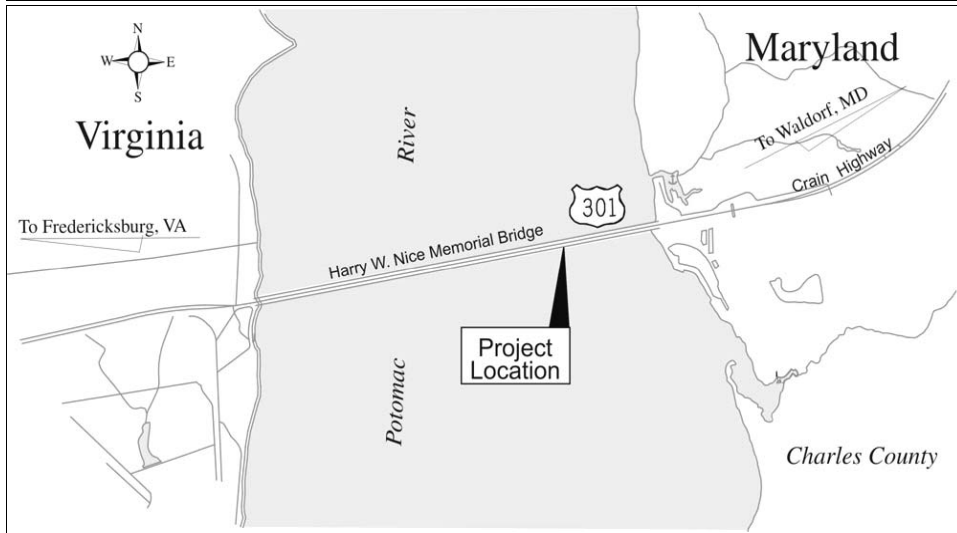 N
W E
S
Virginia
Maryland
River
To Waldorf, MD
Crain Highway
301
To Fredericksburg, VA
Harry W. Nice Memorial Bridge
Project
Location
Potomac
Charles County